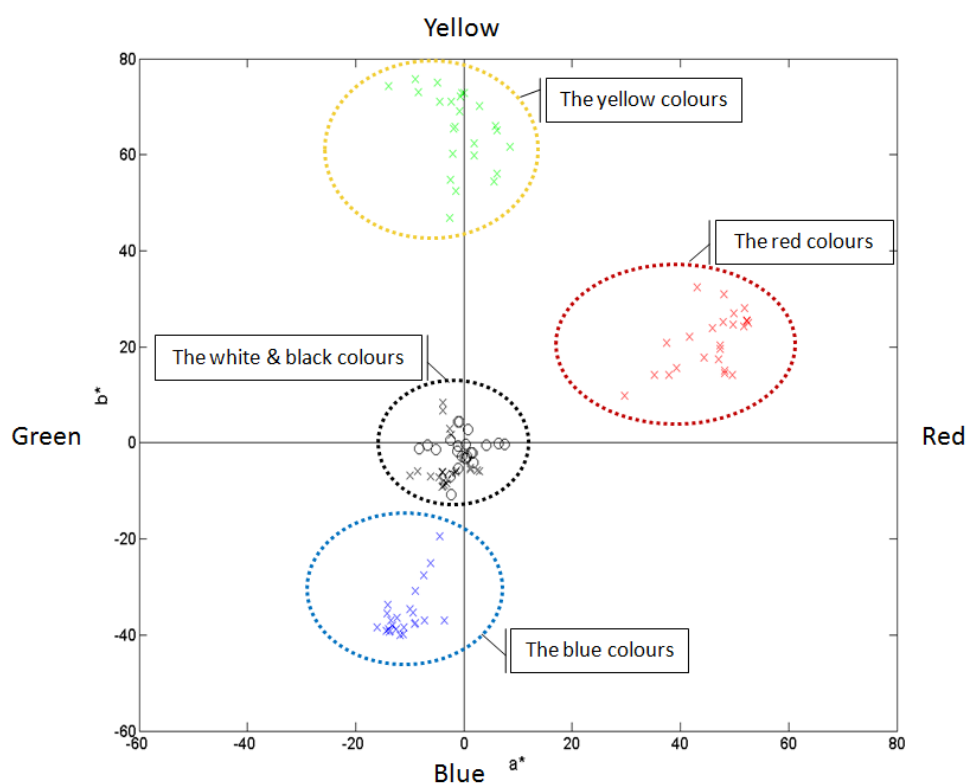 Yellow
80
The yellow colours
60
40
The red colours
20
The white & black colours
b*
Green
0
Red
-20
-40
The blue colours
-60
-60
-40
-20
0
20
40
60
80
a*
Blue